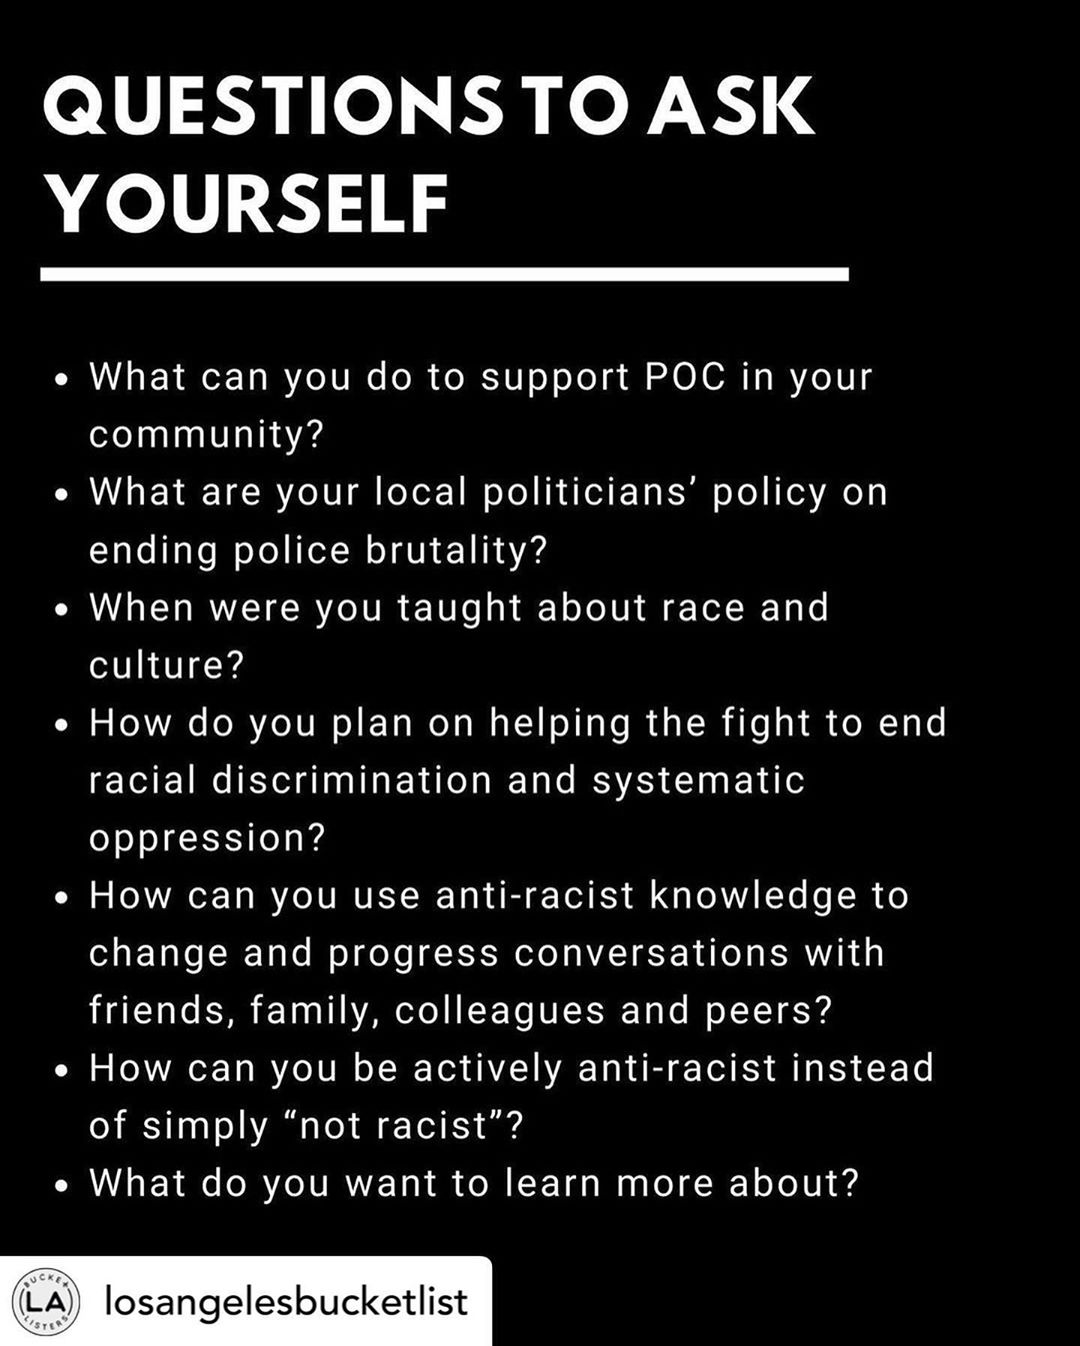 QUESTIONS TO ASK
YOURSELF
• What can you do to support POC in your
community?
• What are your local politicians’ policy on
ending police brutality?
• When were you taught about race and
culture?
• How do you plan on helping the fight to end
racial discrimination and systematic
oppression?
• How can you use anti-racist knowledge to
change and progress conversations with
friends, family, colleagues and peers?
• How can you be actively anti-racist instead
of simply “not racist”?
• What do you want to learn more about?
BUCKET
LA
LISTERS
losangelesbucketlist